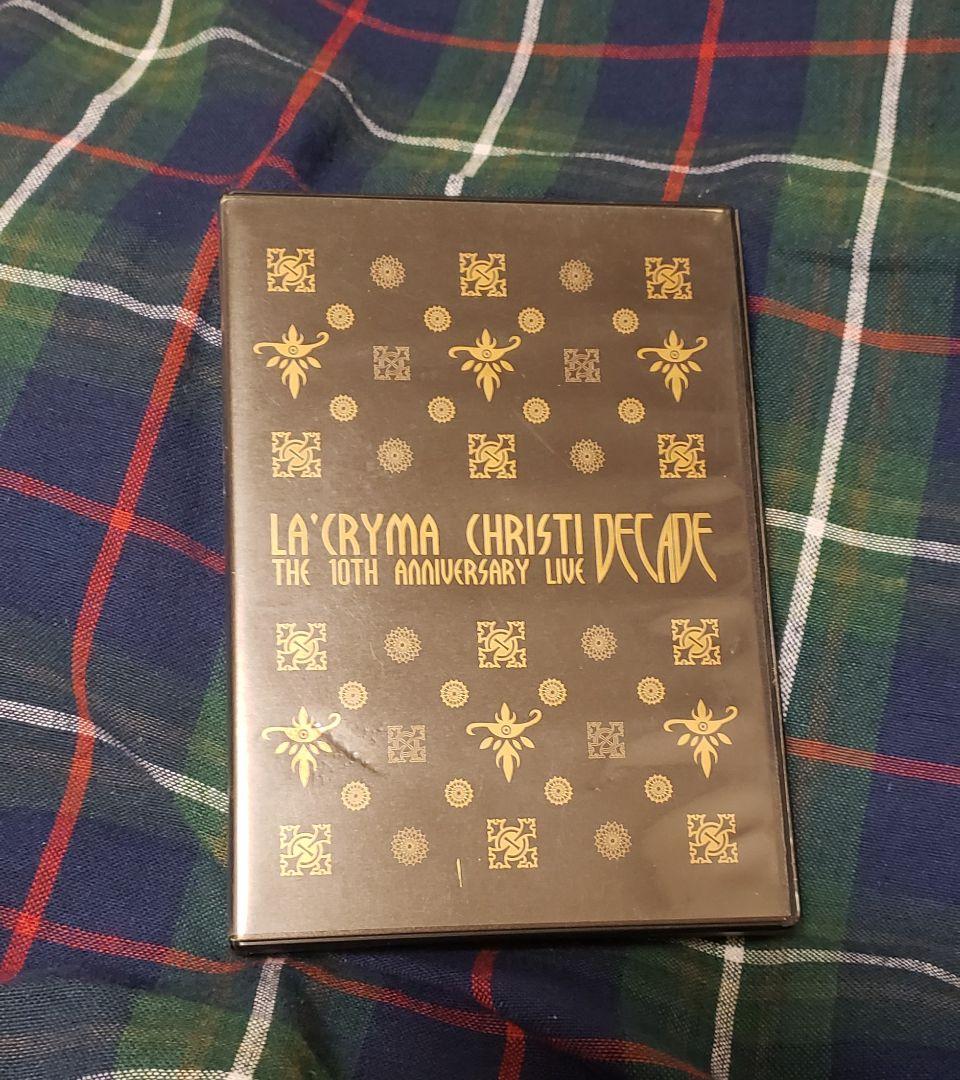 LA'CRYMA CHRISTI DECADE
THE 10TH ANNIVERSARY LIVE